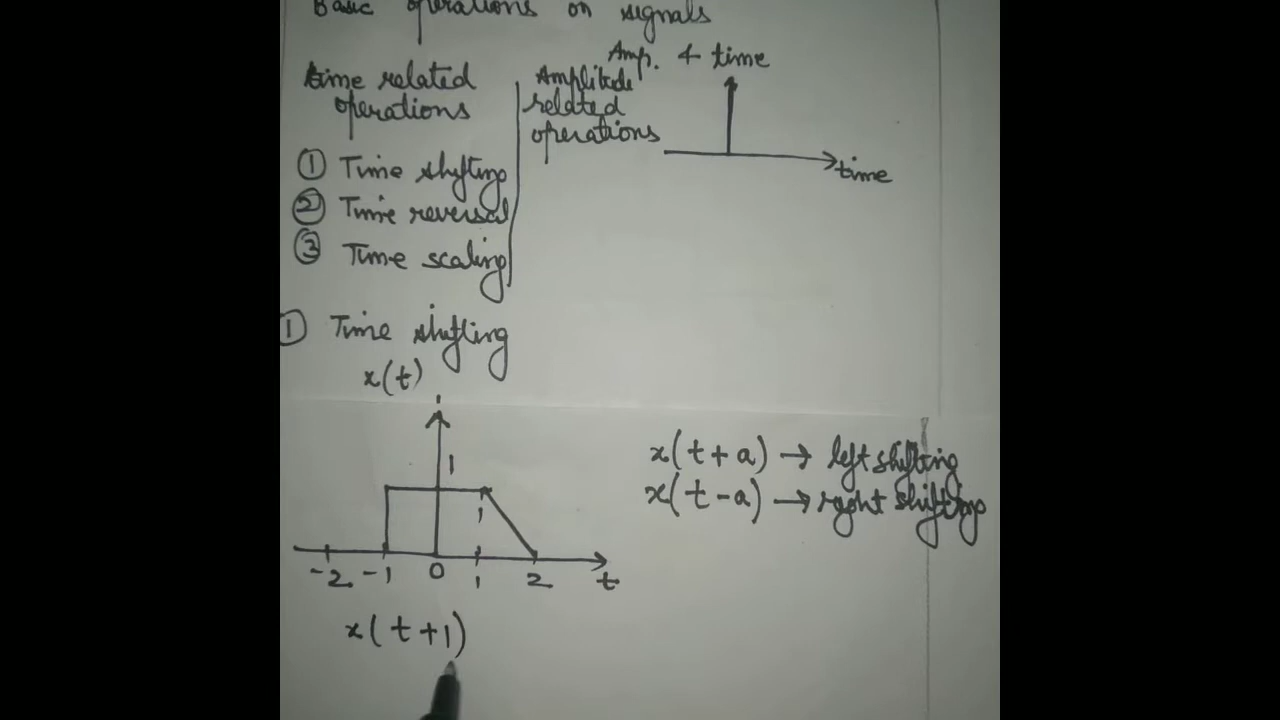 Basic operations on signals
Amp. & time
time related
operations
Amplitude
related
operations
time
① Time shifting
② Time reversal
③ Time scaling
① Time shifting
x(t)
1
-2 -1 0 1 2 t
x(t+a) → left shifting
x(t-a) → right shifting
x(t+1)